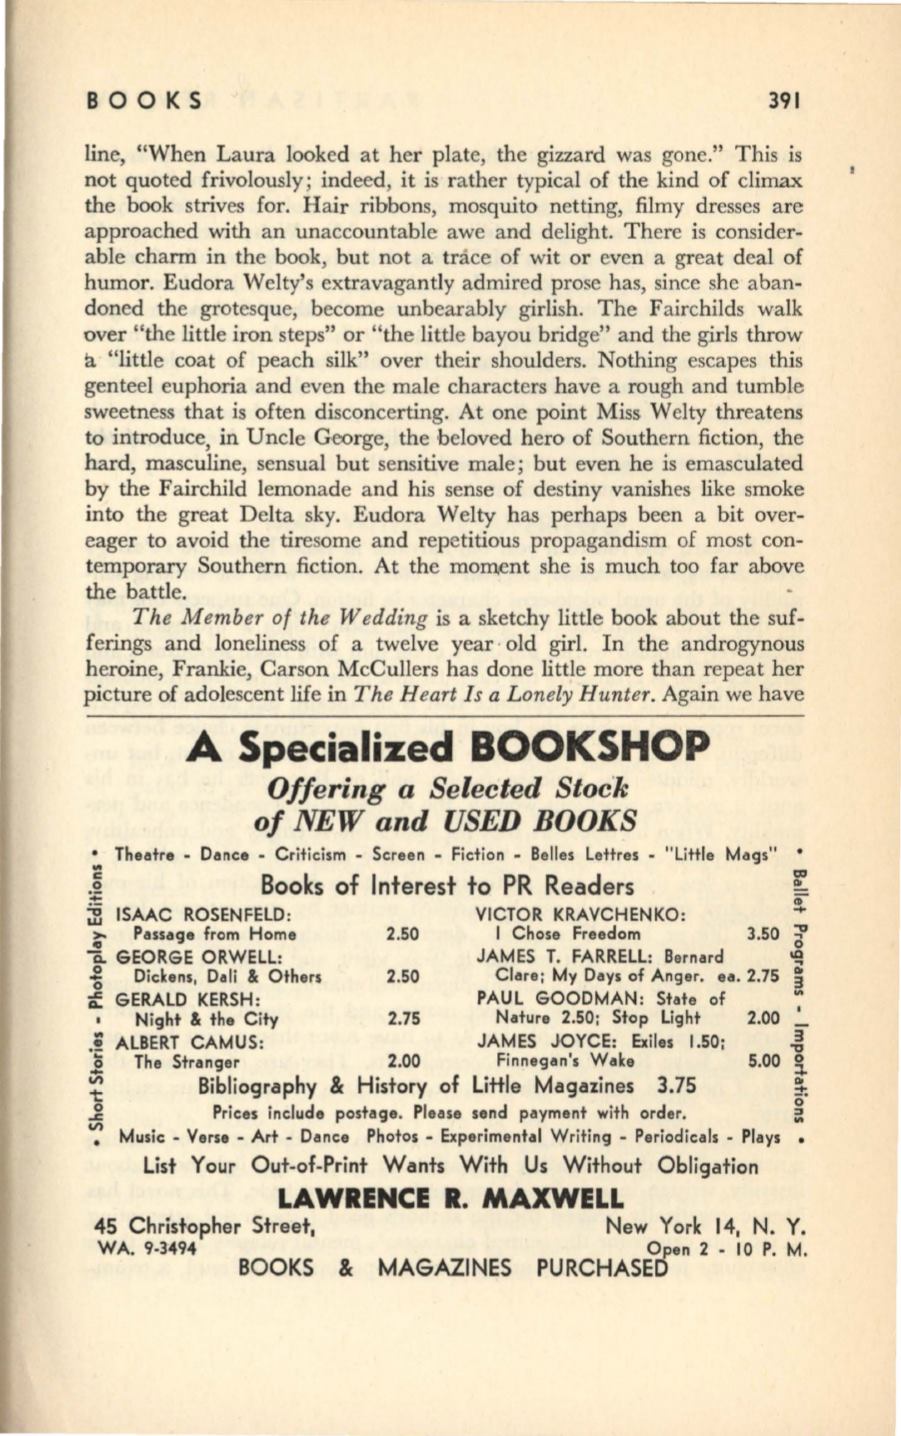 BOOKS 391
line, “When Laura looked at her plate, the gizzard was gone.” This is
not quoted frivolously; indeed, it is rather typical of the kind of climax
the book strives for. Hair ribbons, mosquito netting, filmy dresses are
approached with an unaccountable awe and delight. There is consider-
able charm in the book, but not a trace of wit or even a great deal of
humor. Eudora Welty’s extravagantly admired prose has, since she aban-
doned the grotesque, become unbearably girlish. The Fairchilds walk
over “the little iron steps” or “the little bayou bridge” and the girls throw
a “little coat of peach silk” over their shoulders. Nothing escapes this
genteel euphoria and even the male characters have a rough and tumble
sweetness that is often disconcerting. At one point Miss Welty threatens
to introduce, in Uncle George, the beloved hero of Southern fiction, the
hard, masculine, sensual but sensitive male; but even he is emasculated
by the Fairchild lemonade and his sense of destiny vanishes like smoke
into the great Delta sky. Eudora Welty has perhaps been a bit over-
eager to avoid the tiresome and repetitious propagandism of most con-
temporary Southern fiction. At the moment she is much too far above
the battle.
The Member of the Wedding is a sketchy little book about the suf-
ferings and loneliness of a twelve year old girl. In the androgynous
heroine, Frankie, Carson McCullers has done little more than repeat her
picture of adolescent life in The Heart Is a Lonely Hunter. Again we have
A Specialized BOOKSHOP
Offering a Selected Stock
of NEW and USED BOOKS
• Theatre - Dance - Criticism - Screen - Fiction - Belles Lettres - "Little Mags" •
• Short Stories - Photoplay Editions •
Books of Interest to PR Readers
ISAAC ROSENFELD:
Passage from Home 2.50
GEORGE ORWELL:
Dickens, Dali & Others 2.50
GERALD KERSH:
Night & the City 2.75
ALBERT CAMUS:
The Stranger 2.00
VICTOR KRAVCHENKO:
I Chose Freedom 3.50
JAMES T. FARRELL: Bernard
Clare; My Days of Anger. ea. 2.75
PAUL GOODMAN: State of
Nature 2.50; Stop Light 2.00
JAMES JOYCE: Exiles 1.50;
Finnegan's Wake 5.00
Ballet Programs - Importations
Bibliography & History of Little Magazines 3.75
Prices include postage. Please send payment with order.
Music - Verse - Art - Dance Photos - Experimental Writing - Periodicals - Plays •
List Your Out-of-Print Wants With Us Without Obligation
LAWRENCE R. MAXWELL
45 Christopher Street, New York 14, N. Y.
WA. 9-3494 Open 2 - 10 P. M.
BOOKS & MAGAZINES PURCHASED